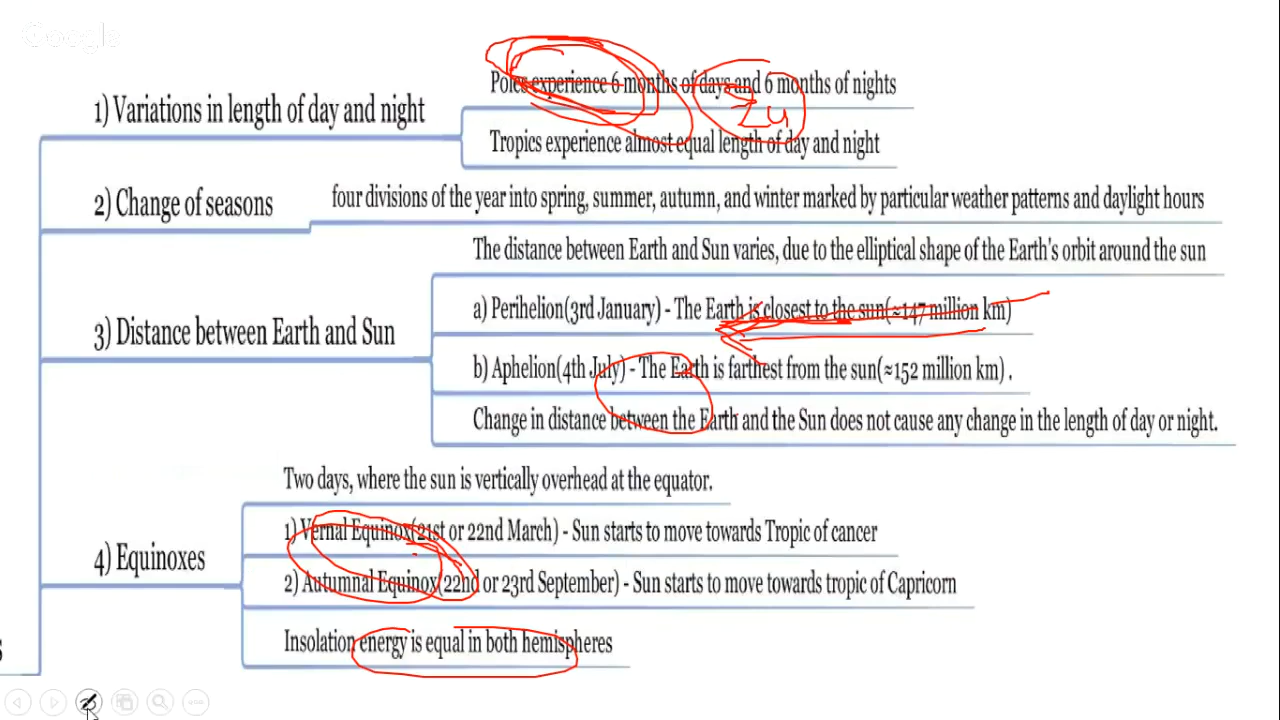 Google
1) Variations in length of day and night
Poles experience 6 months of days and 6 months of nights
24
Tropics experience almost equal length of day and night
2) Change of seasons
four divisions of the year into spring, summer, autumn, and winter marked by particular weather patterns and daylight hours
3) Distance between Earth and Sun
The distance between Earth and Sun varies, due to the elliptical shape of the Earth's orbit around the sun
a) Perihelion(3rd January) - The Earth is closest to the sun(≈147 million km)
b) Aphelion(4th July) - The Earth is farthest from the sun(≈152 million km) .
Change in distance between the Earth and the Sun does not cause any change in the length of day or night.
4) Equinoxes
Two days, where the sun is vertically overhead at the equator.
1) Vernal Equinox(21st or 22nd March) - Sun starts to move towards Tropic of cancer
2) Autumnal Equinox(22nd or 23rd September) - Sun starts to move towards tropic of Capricorn
Insolation energy is equal in both hemispheres
s